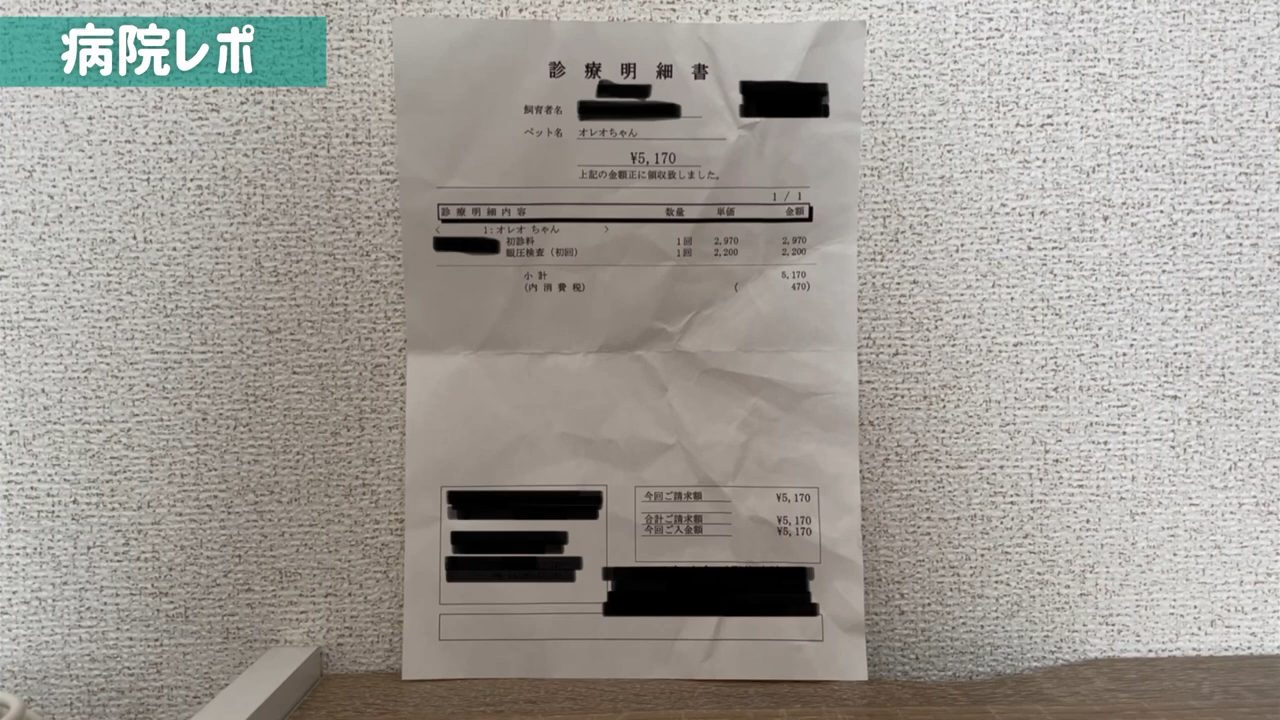 病院レポ
診療明細書
飼育者名
ペット名 オレオちゃん
¥5,170
上記の金額正に領収致しました。
1 / 1
診療明細内容 数量 単価 金額
< 1:オレオ ちゃん >
初診料 1回 2,970 2,970
眼圧検査(初回) 1回 2,200 2,200
小計 5,170
(内消費税) ( 470)
今回ご請求額 ¥5,170
合計ご請求額 ¥5,170
今回ご入金額 ¥5,170